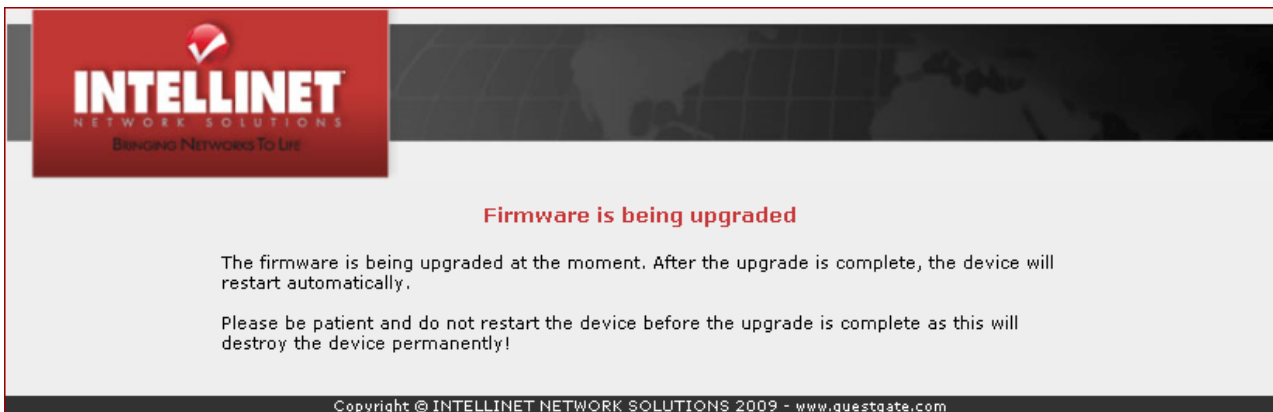 INTELLINET
NETWORK SOLUTIONS
BRINGING NETWORKS TO LIFE
Firmware is being upgraded
The firmware is being upgraded at the moment. After the upgrade is complete, the device will
restart automatically.
Please be patient and do not restart the device before the upgrade is complete as this will
destroy the device permanently!
Copyright @ INTELLINET NETWORK SOLUTIONS 2009 - www.questgate.com